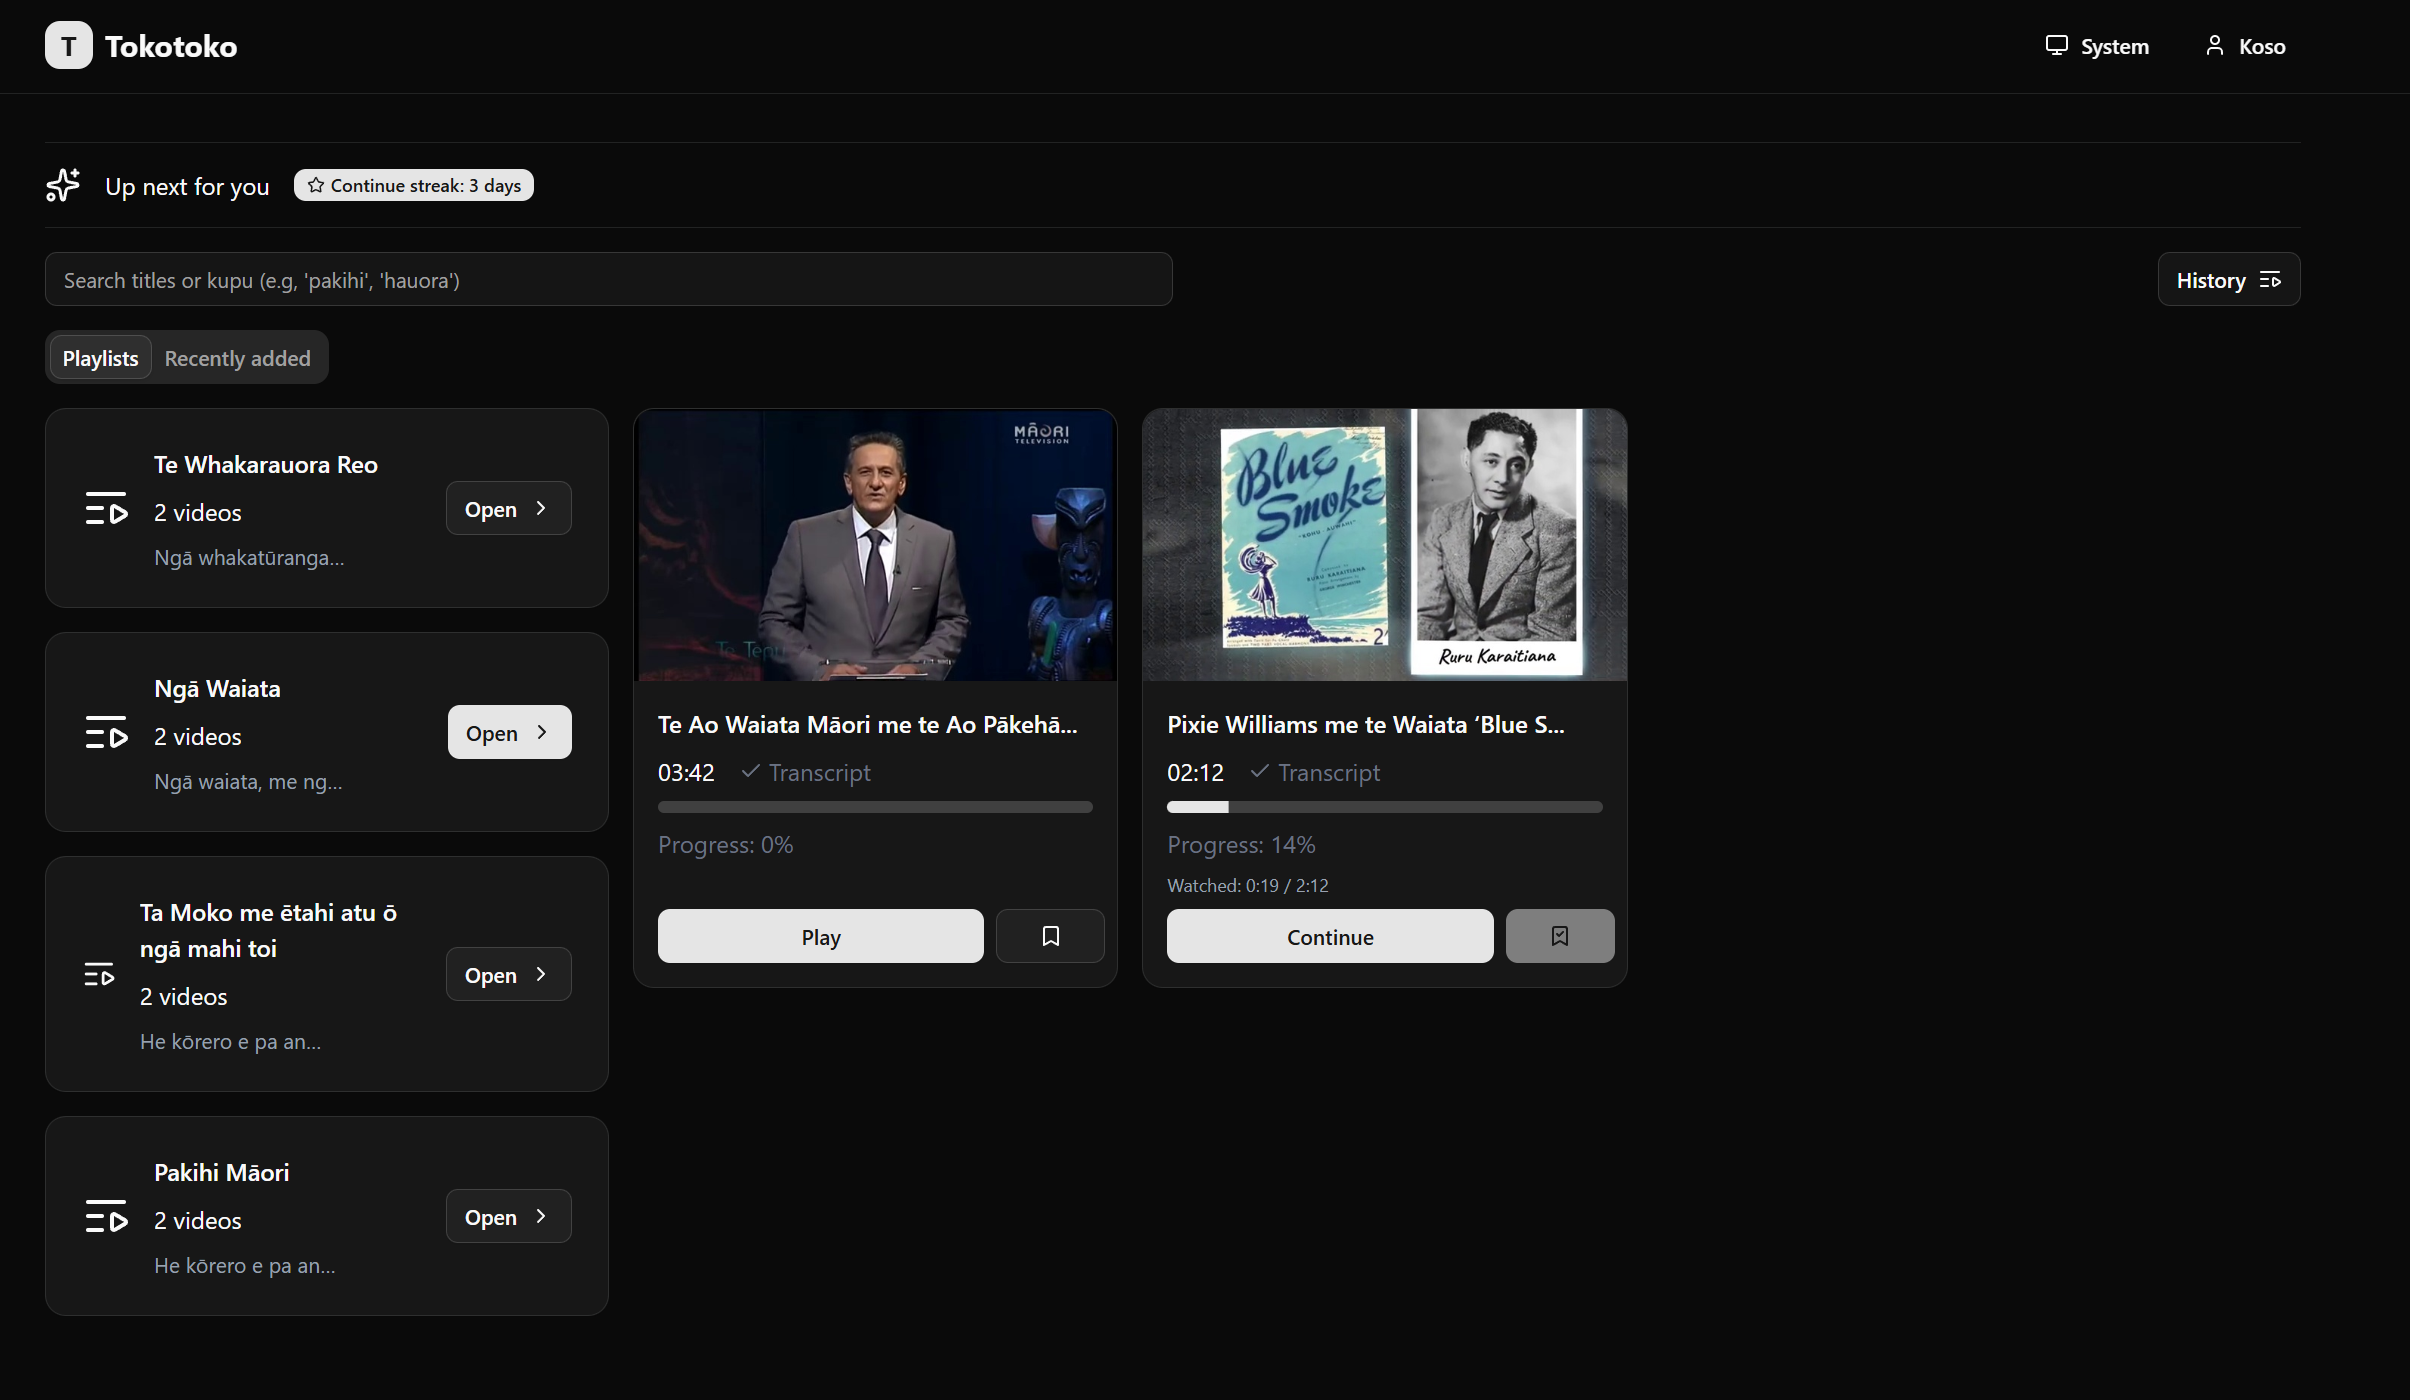 T Tokotoko
System
Koso
Up next for you
Continue streak: 3 days
Search titles or kupu (e.g, 'pakihi', 'hauora')
History
Playlists
Recently added
Te Whakarauora Reo
2 videos
Ngā whakatūranga...
Open
Ngā Waiata
2 videos
Ngā waiata, me ng...
Open
Ta Moko me ētahi atu ō
ngā mahi toi
2 videos
He kōrero e pa an...
Open
Pakihi Māori
2 videos
He kōrero e pa an...
Open
MĀORI
TELEVISION
Te Ao Waiata Māori me te Ao Pākehā...
03:42
Transcript
Progress: 0%
Play
Blue
Smoke
RURU KARAITIANA
2'
Ruru Karaitiana
Pixie Williams me te Waiata ‘Blue S...
02:12
Transcript
Progress: 14%
Watched: 0:19 / 2:12
Continue